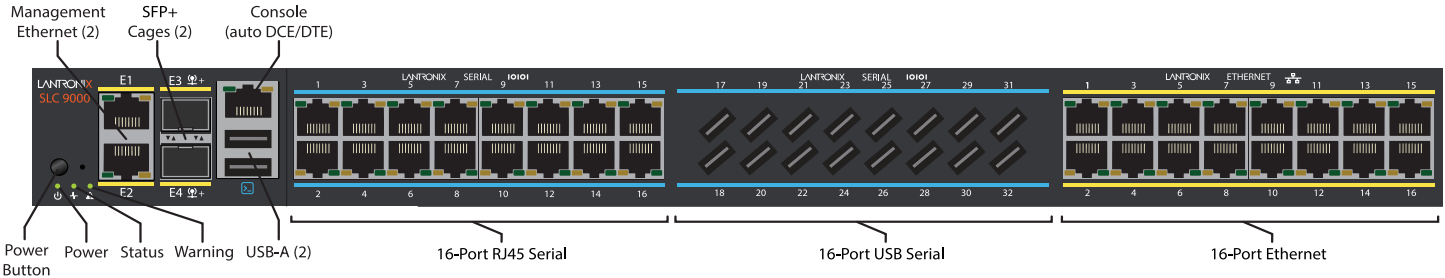 Management
Ethernet (2)
SFP+
Cages (2)
Console
(auto DCE/DTE)
LANTRONIX
SLC 9000
E1
E3 +
E2
E4 +
LANTRONIX SERIAL IOIOI
1 3 5 7 9 11 13 15
2 4 6 8 10 12 14 16
LANTRONIX SERIAL IOIOI
17 19 21 23 25 27 29 31
18 20 22 24 26 28 30 32
LANTRONIX ETHERNET
1 3 5 7 9 11 13 15
2 4 6 8 10 12 14 16
Power
Button
Power
Status
Warning
USB-A (2)
16-Port RJ45 Serial
16-Port USB Serial
16-Port Ethernet